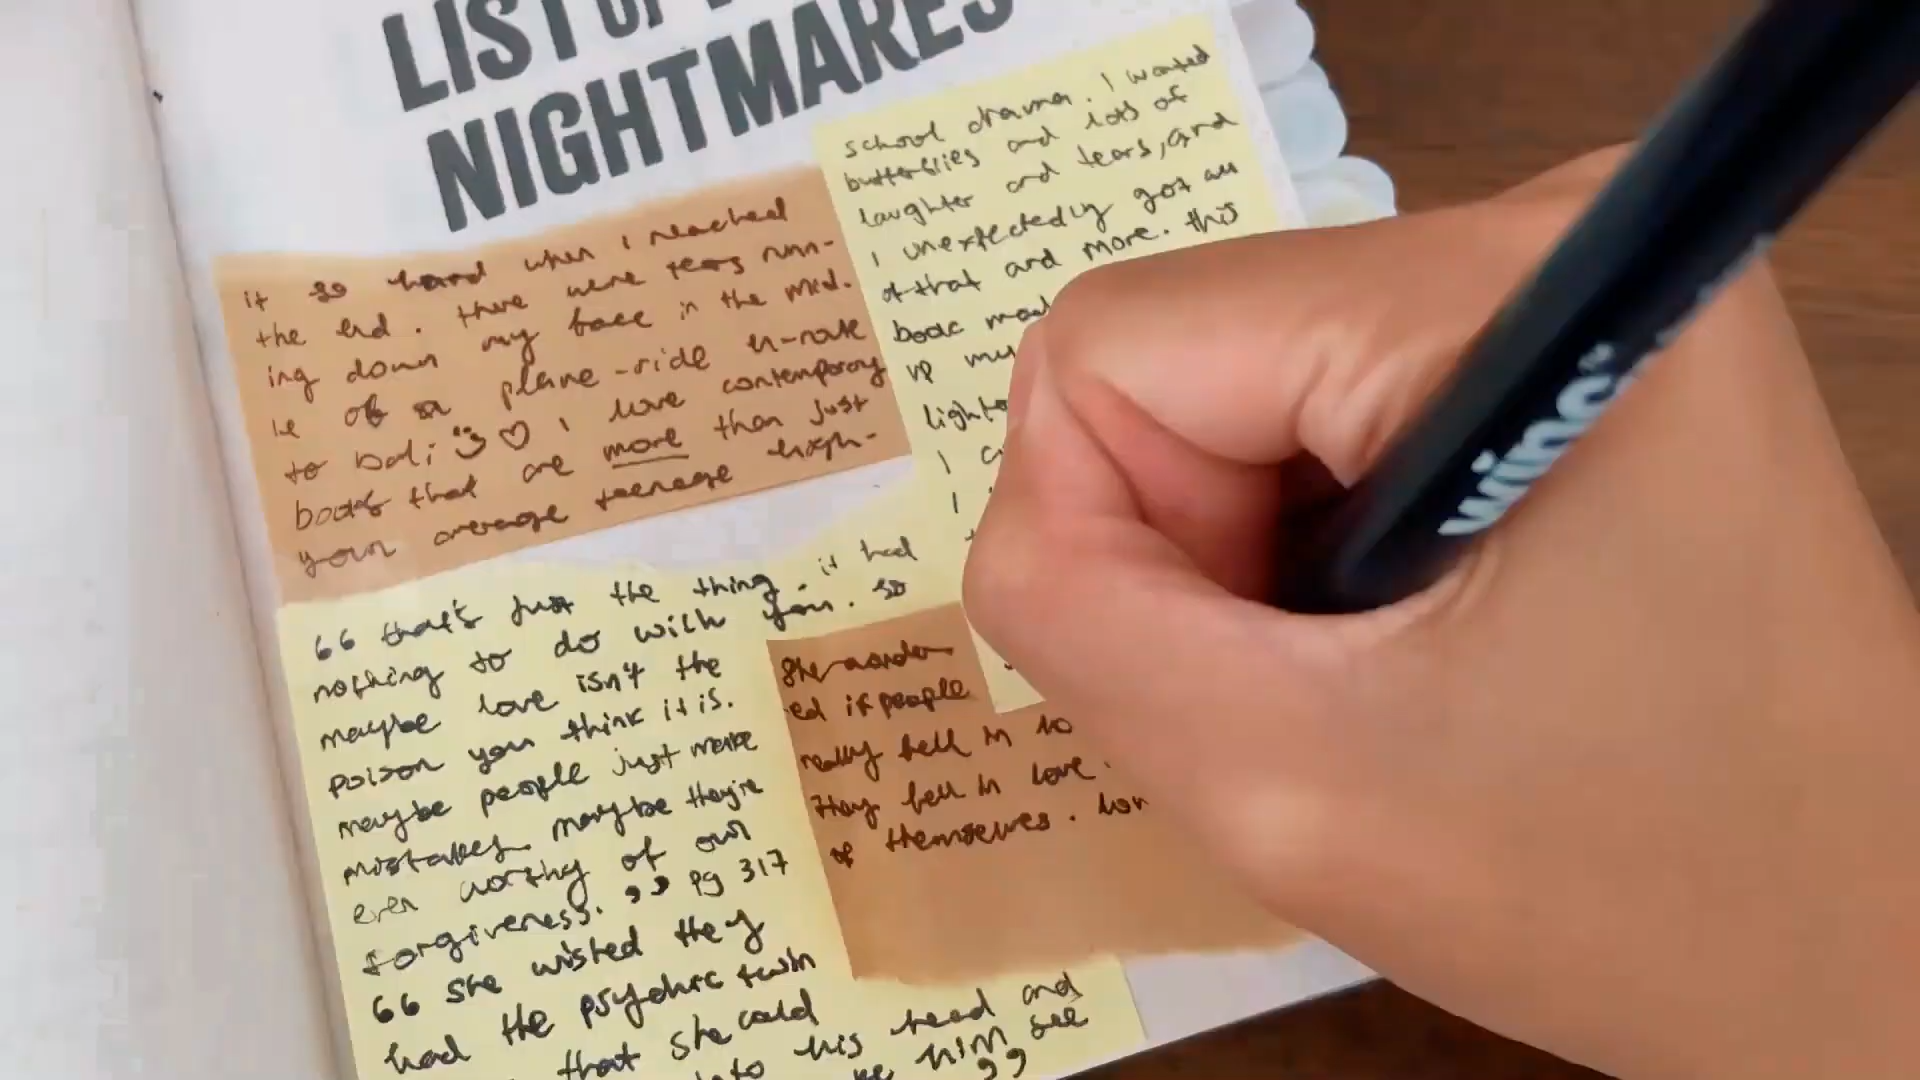 LIST OF
NIGHTMARES
it so hard when I reached
the end. there were tears runn-
ing down my face in the midd.
le of a plane-ride en-route
to bali; ♡ I love contemporary
books that are more than just
your average teenage high-
school drama. I wanted
butterflies and lots of
laughter and tears, and
I unexpectedly got all
of that and more. this
book
up
I
I
66 that's just the thing. it had
nothing to do with you. so
maybe love isn't the
poison you think it is.
maybe people just make
mistakes. maybe they're
even worthy of our
forgiveness. 99 pg 317
66 she wished they
had the psychic twin
that she could
into his head and
him see
99
She wonder
ed if people
really fell in lo
They fell in love
of themselves.
winc